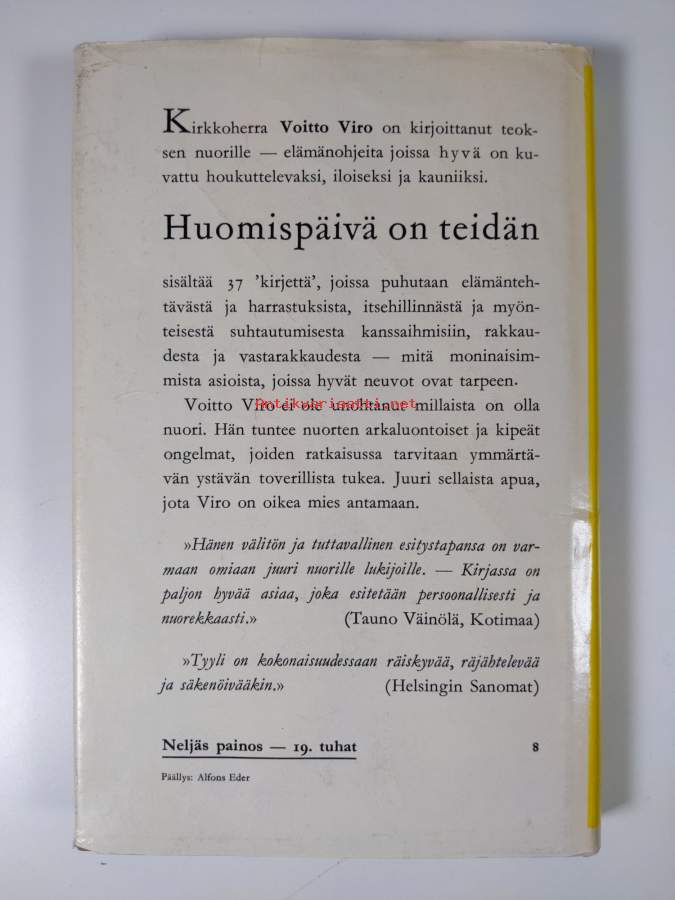 Kirkkoherra Voitto Viro on kirjoittanut teok-
sen nuorille — elämänohjeita joissa hyvä on ku-
vattu houkuttelevaksi, iloiseksi ja kauniiksi.
Huomispäivä on teidän
sisältää 37 'kirjettä', joissa puhutaan elämänteh-
tävästä ja harrastuksista, itsehillinnästä ja myön-
teisestä suhtautumisesta kanssaihmisiin, rakkau-
desta ja vastarakkaudesta — mitä moninaisim-
mista asioista, joissa hyvät neuvot ovat tarpeen.
Antikvariaatti.net
Voitto Viro ei ole unohtanut millaista on olla
nuori. Hän tuntee nuorten arkaluontoiset ja kipeät
ongelmat, joiden ratkaisussa tarvitaan ymmärtä-
vän ystävän toverillista tukea. Juuri sellaista apua,
jota Viro on oikea mies antamaan.
»Hänen välitön ja tuttavallinen esitystapansa on var-
maan omiaan juuri nuorille lukijoille. — Kirjassa on
paljon hyvää asiaa, joka esitetään persoonallisesti ja
nuorekkaasti.» (Tauno Väinölä, Kotimaa)
»Tyyli on kokonaisuudessaan räiskyvää, räjähtelevää
ja säkenöivääkin.» (Helsingin Sanomat)
Neljäs painos — 19. tuhat 8
Päällys: Alfons Eder